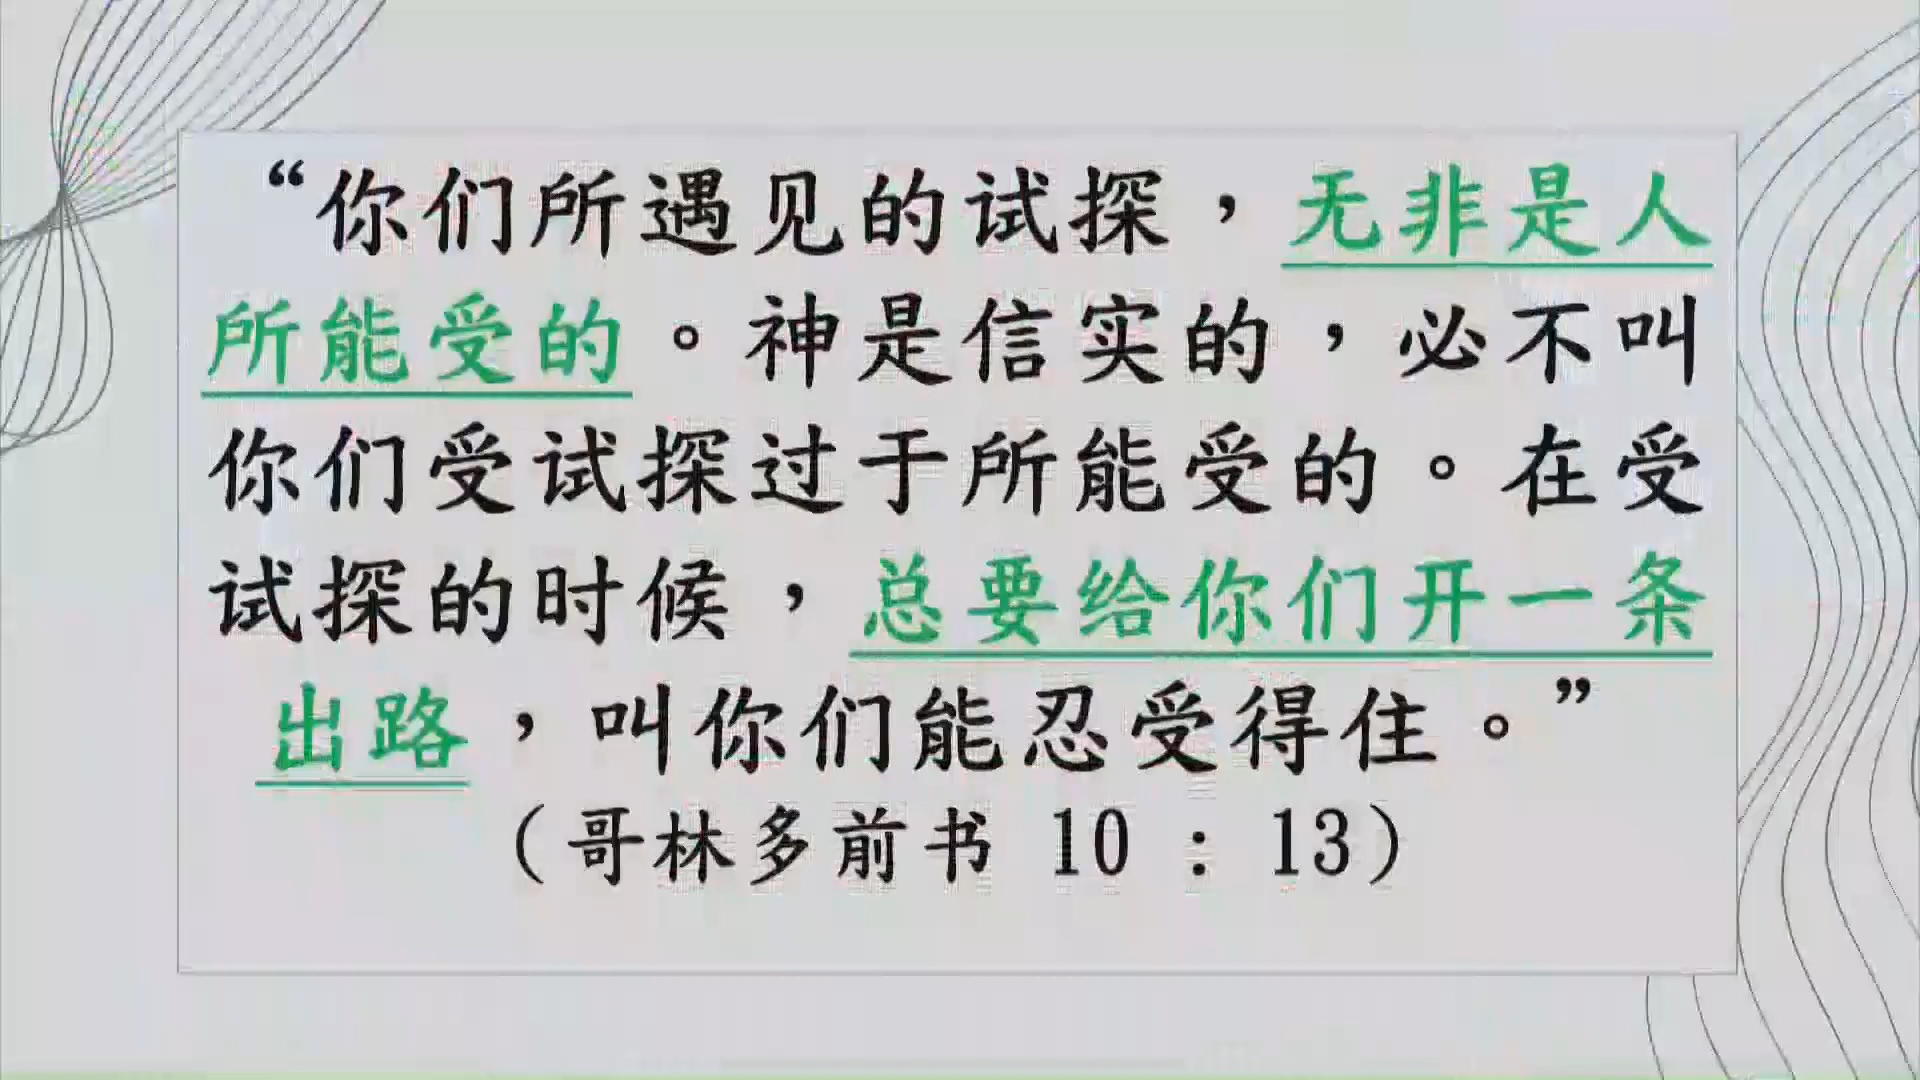 “你们所遇见的试探，无非是人
所能受的。神是信实的，必不叫
你们受试探过于所能受的。在受
试探的时候，总要给你们开一条
出路，叫你们能忍受得住。”
（哥林多前书 10 : 13）